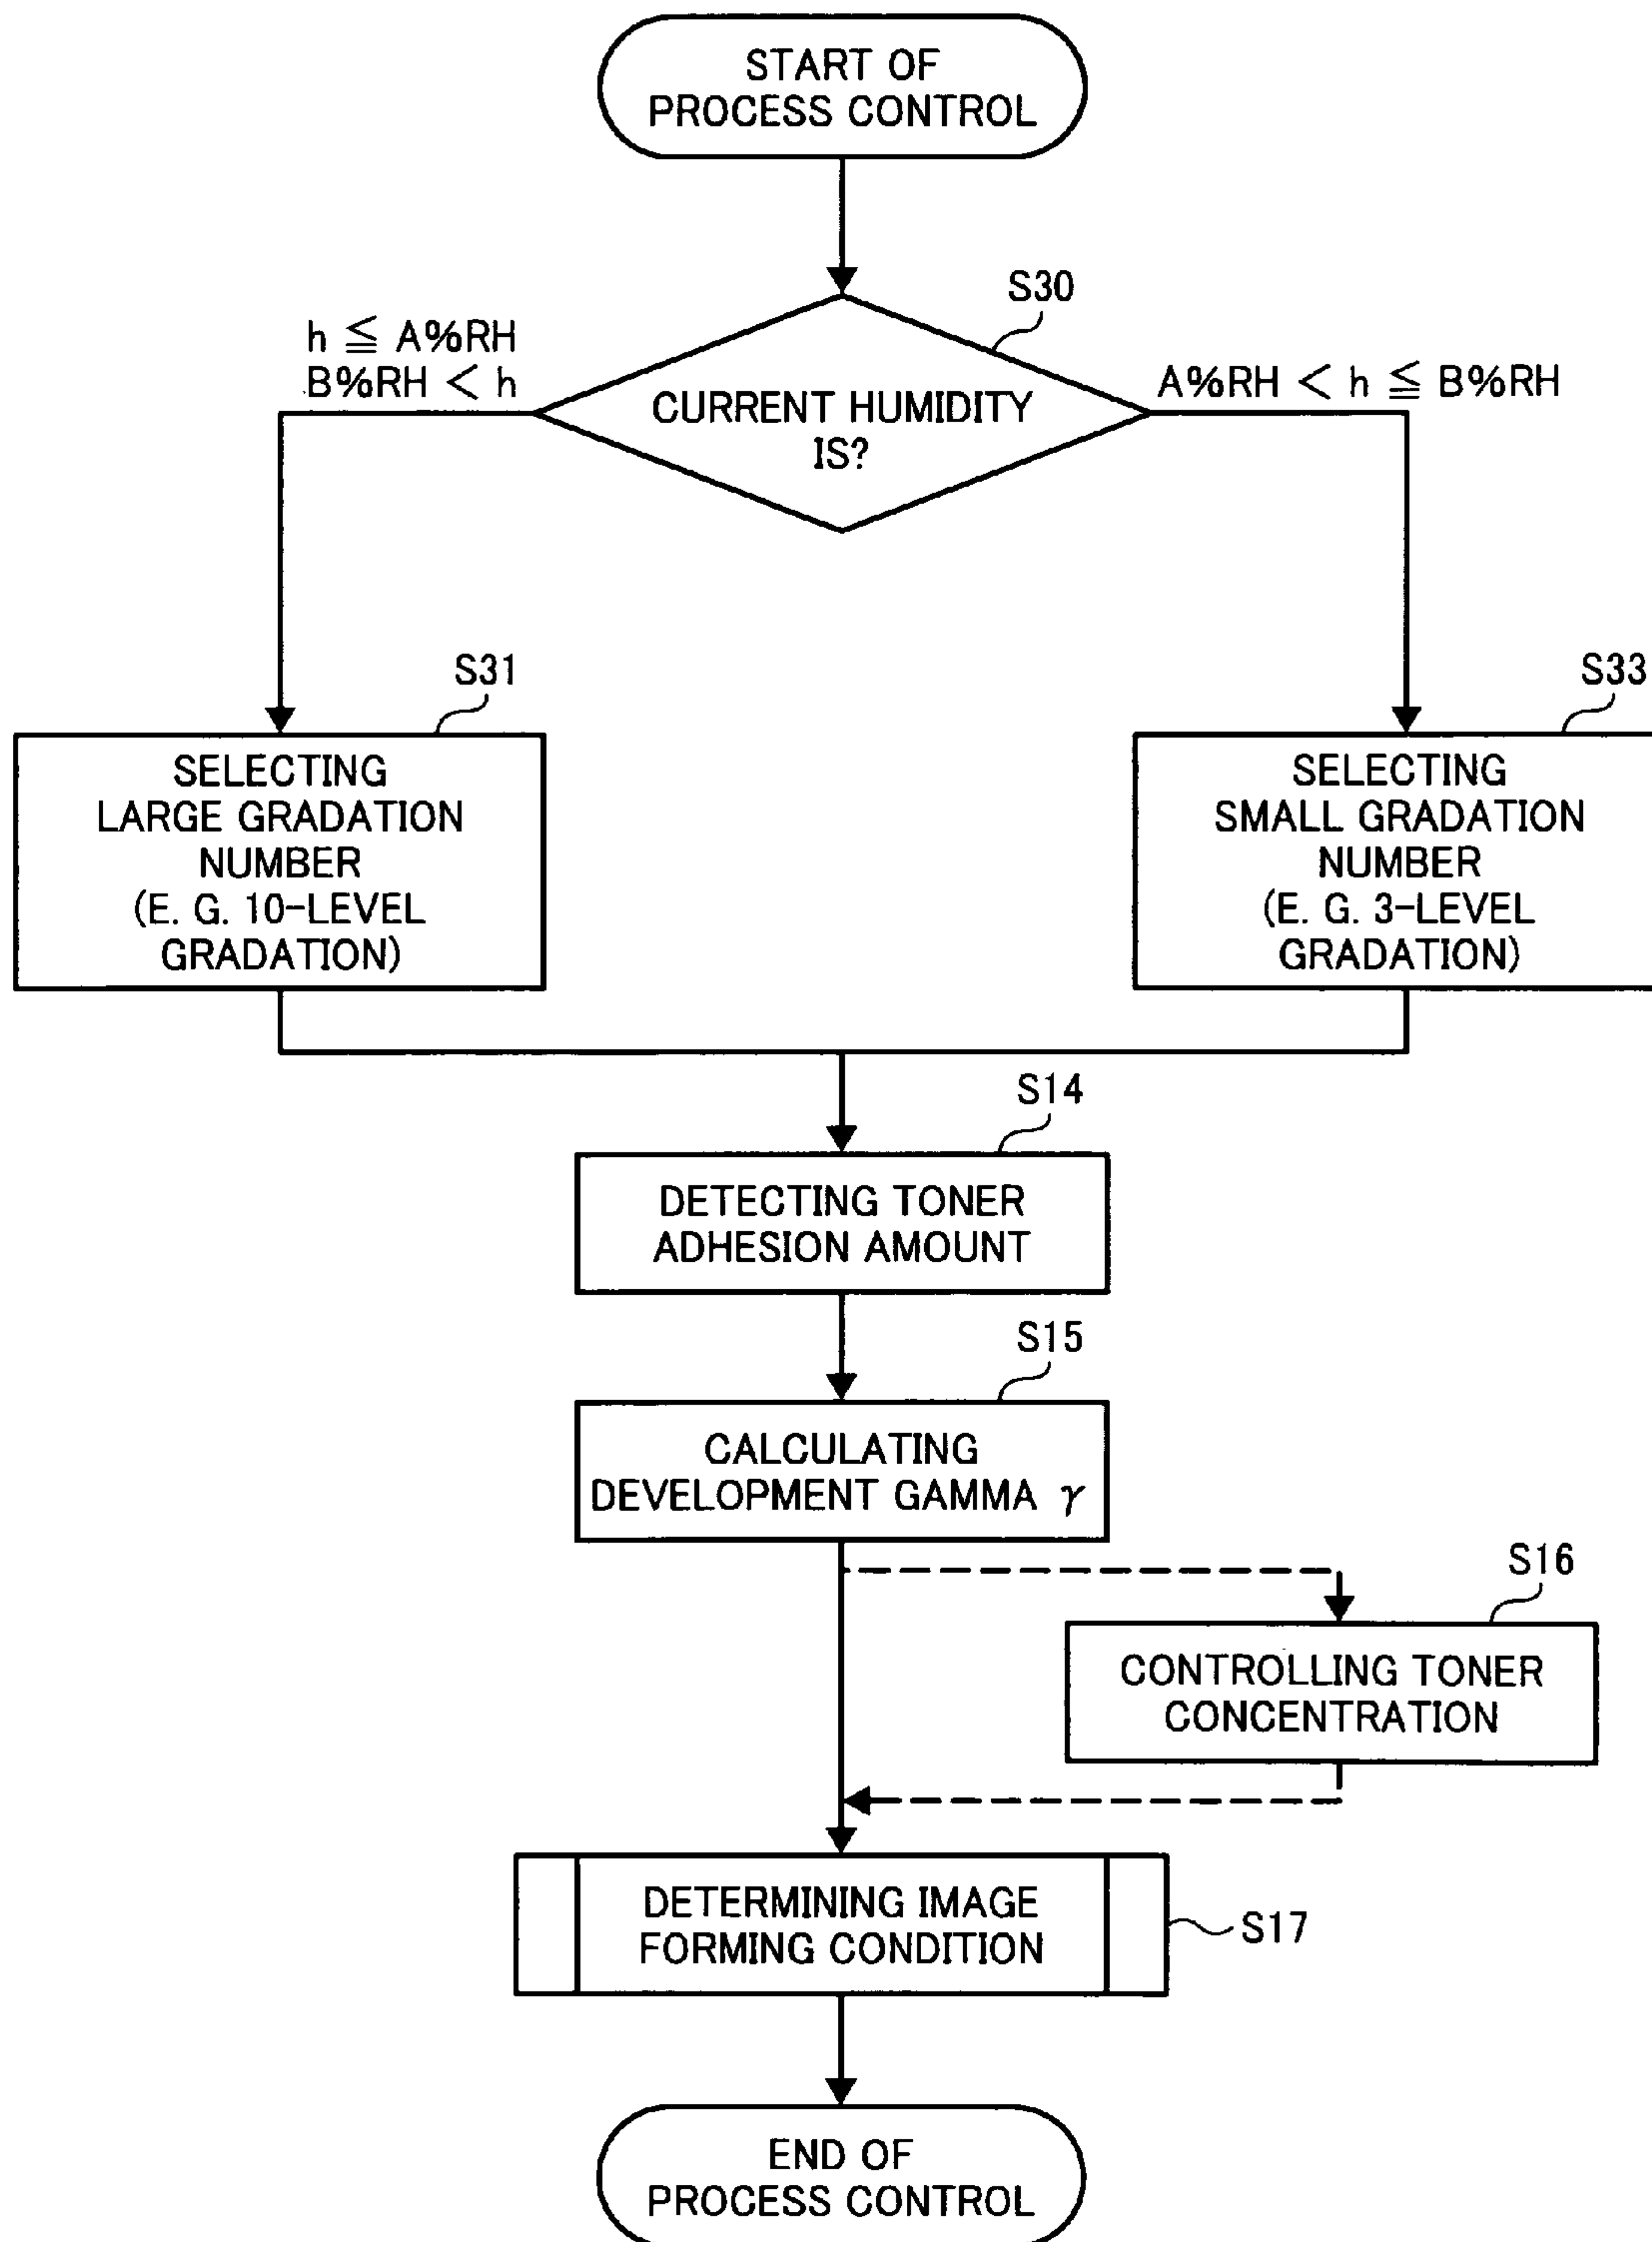 START OF
PROCESS CONTROL
S30
h ≦ A%RH
B%RH < h
A%RH < h ≦ B%RH
CURRENT HUMIDITY
IS?
S31
S33
SELECTING
LARGE GRADATION
NUMBER
(E. G. 10-LEVEL
GRADATION)
SELECTING
SMALL GRADATION
NUMBER
(E. G. 3-LEVEL
GRADATION)
S14
DETECTING TONER
ADHESION AMOUNT
S15
CALCULATING
DEVELOPMENT GAMMA γ
S16
CONTROLLING TONER
CONCENTRATION
DETERMINING IMAGE
FORMING CONDITION
S17
END OF
PROCESS CONTROL